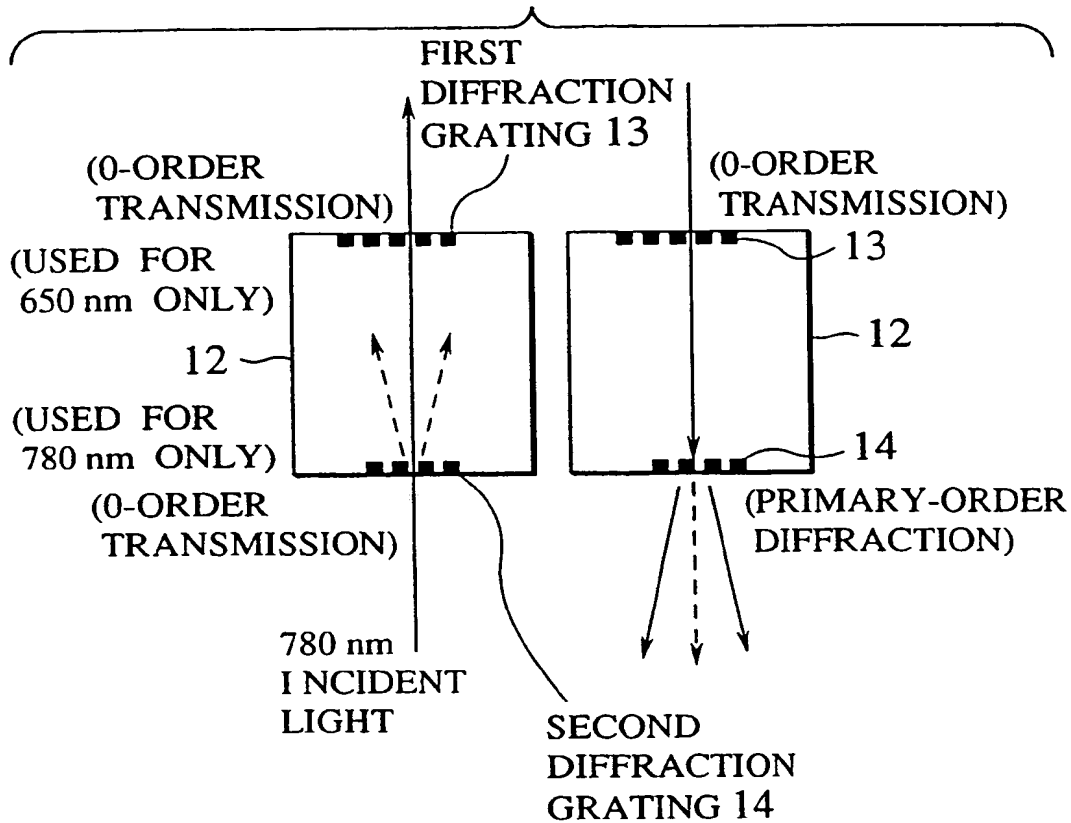 FIRST
DIFFRACTION
GRATING 13
(0-ORDER
TRANSMISSION)
(0-ORDER
TRANSMISSION)
(USED FOR
650 nm ONLY)
13
12
12
(USED FOR
780 nm ONLY)
14
(0-ORDER
TRANSMISSION)
(PRIMARY-ORDER
DIFFRACTION)
780 nm
I NCIDENT
LIGHT
SECOND
DIFFRACTION
GRATING 14